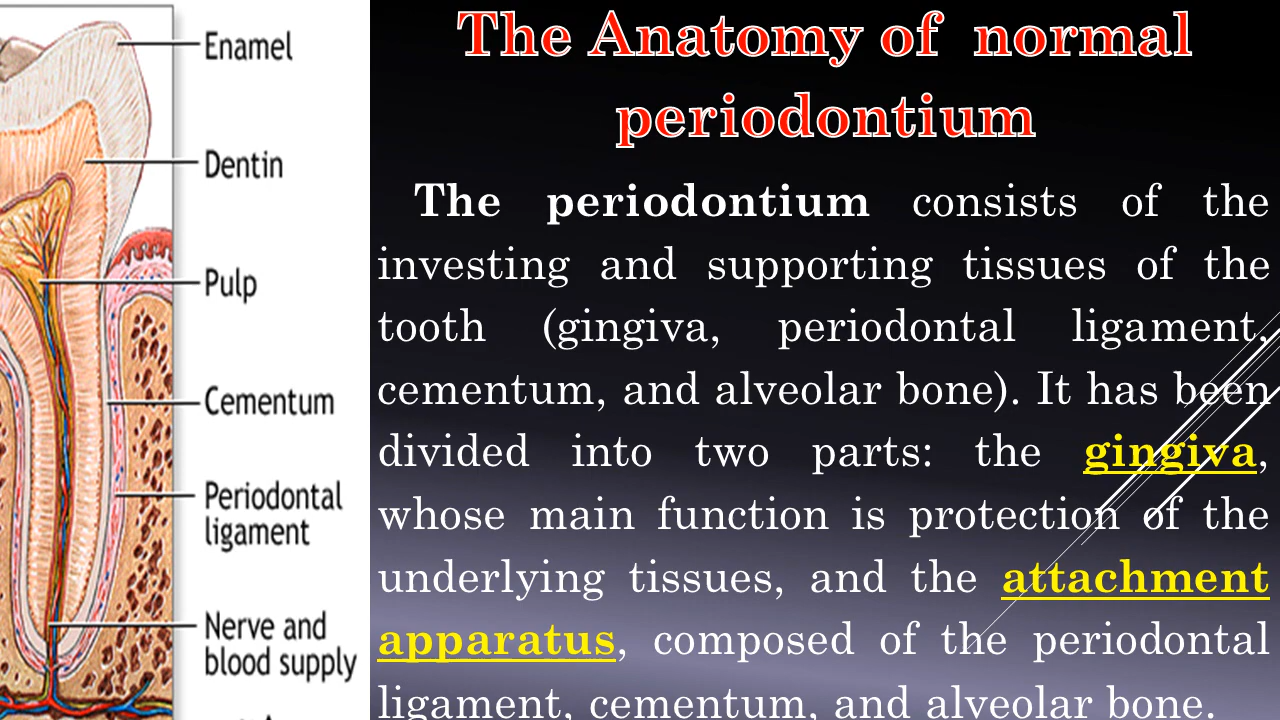 Enamel
Dentin
Pulp
Cementum
Periodontal
ligament
Nerve and
blood supply
The Anatomy of normal
periodontium
The periodontium consists of the
investing and supporting tissues of the
tooth (gingiva, periodontal ligament,
cementum, and alveolar bone). It has been
divided into two parts: the gingiva,
whose main function is protection of the
underlying tissues, and the attachment
apparatus, composed of the periodontal
ligament, cementum, and alveolar bone.